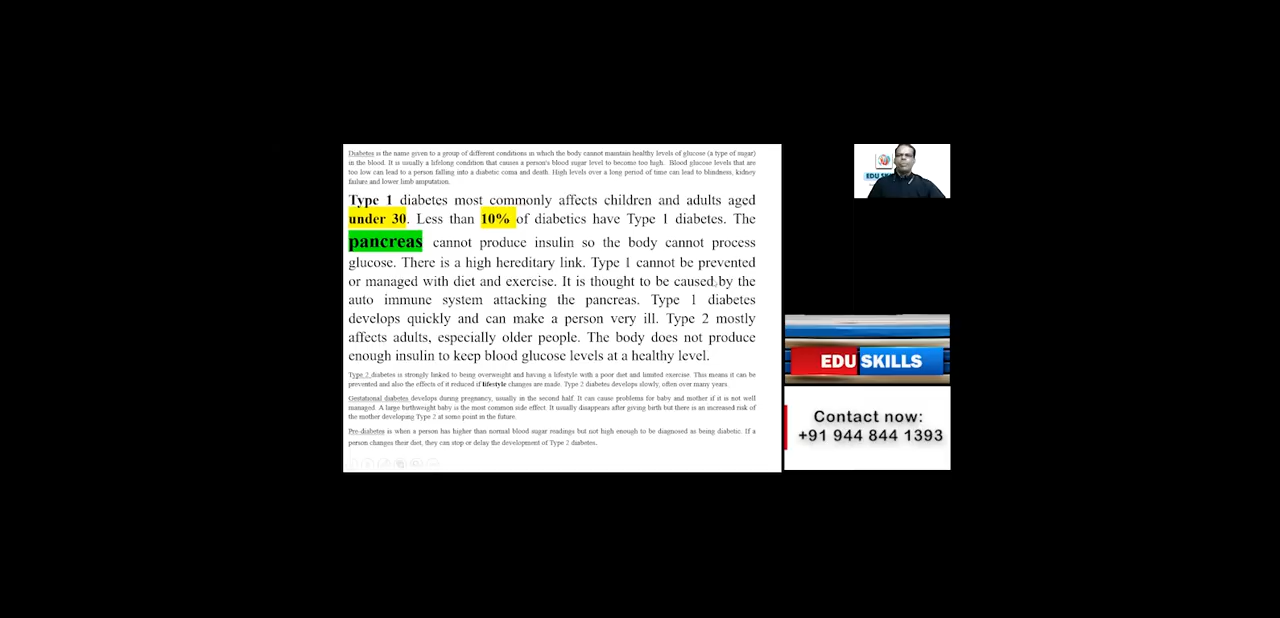 Diabetes is the name given to a group of different conditions in which the body cannot maintain healthy levels of glucose (a type of sugar)
in the blood. It is usually a lifelong condition that causes a person's blood sugar level to become too high. Blood glucose levels that are
too low can lead to a person falling into a diabetic coma and death. High levels over a long period of time can lead to blindness, kidney
failure and lower limb amputation.
Type 1 diabetes most commonly affects children and adults aged
under 30. Less than 10% of diabetics have Type 1 diabetes. The
pancreas cannot produce insulin so the body cannot process
glucose. There is a high hereditary link. Type 1 cannot be prevented
or managed with diet and exercise. It is thought to be caused by the
auto immune system attacking the pancreas. Type 1 diabetes
develops quickly and can make a person very ill. Type 2 mostly
affects adults, especially older people. The body does not produce
enough insulin to keep blood glucose levels at a healthy level.
Type 2 diabetes is strongly linked to being overweight and having a lifestyle with a poor diet and limited exercise. This means it can be
prevented and also the effects of it reduced if lifestyle changes are made. Type 2 diabetes develops slowly, often over many years.
Gestational diabetes develops during pregnancy, usually in the second half. It can cause problems for baby and mother if it is not well
managed. A large birthweight baby is the most common side effect. It usually disappears after giving birth but there is an increased risk of
the mother developing Type 2 at some point in the future.
Pre-diabetes is when a person has higher than normal blood sugar readings but not high enough to be diagnosed as being diabetic. If a
person changes their diet, they can stop or delay the development of Type 2 diabetes.
EDU SK
EDU SKILLS
Contact now:
+91 944 844 1393